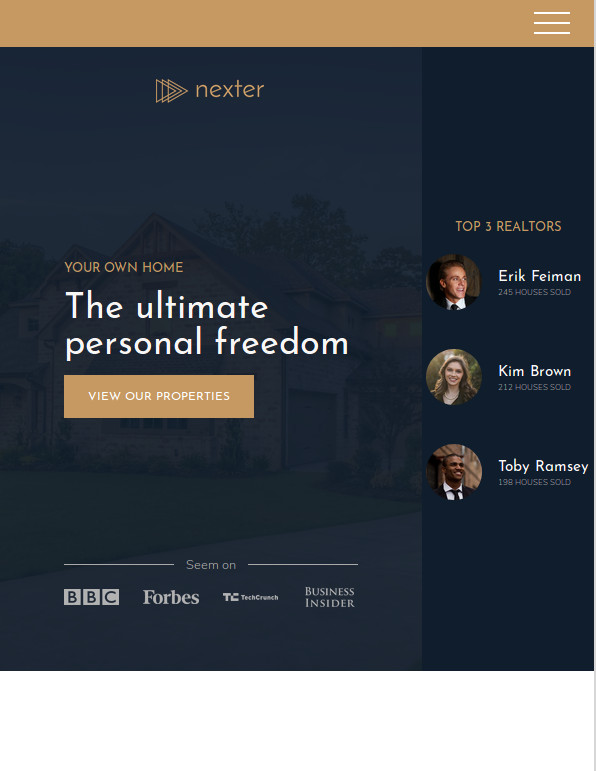 nexter
YOUR OWN HOME
The ultimate
personal freedom
VIEW OUR PROPERTIES
Seem on
BBC
Forbes
TC TechCrunch
BUSINESS
INSIDER
TOP 3 REALTORS
Erik Feiman
245 HOUSES SOLD
Kim Brown
212 HOUSES SOLD
Toby Ramsey
198 HOUSES SOLD